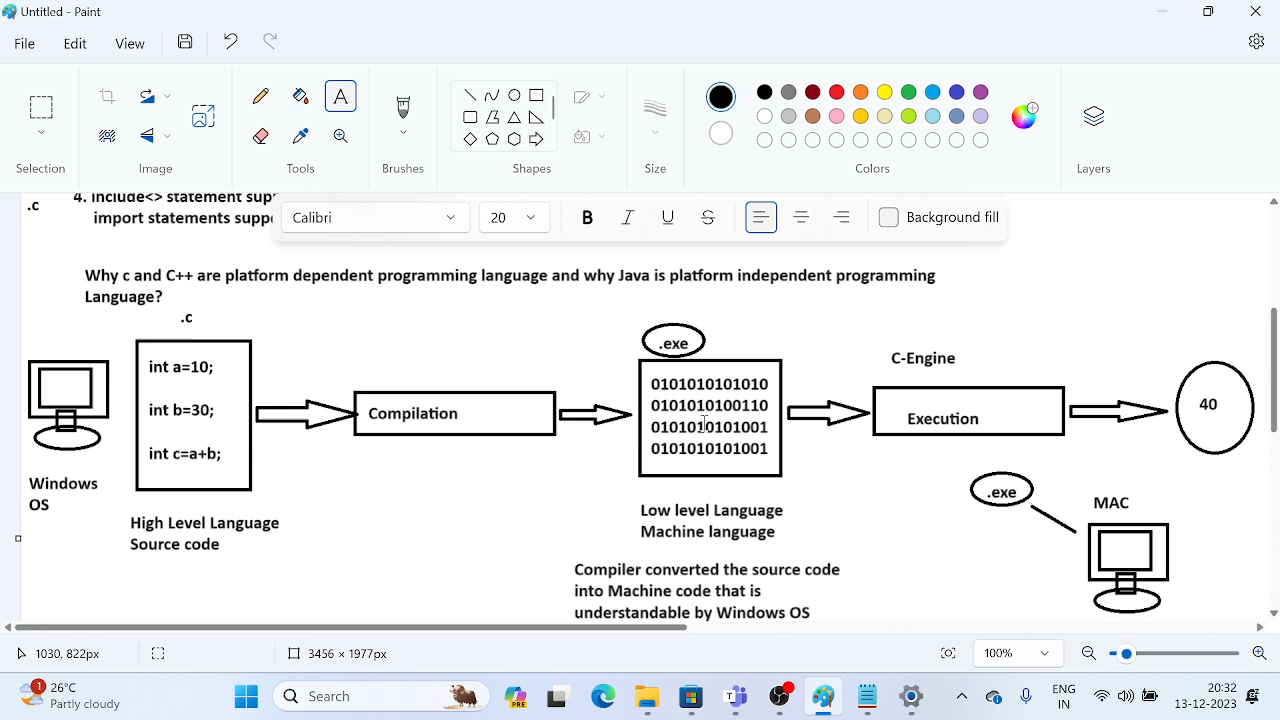 Untitled - Paint
File Edit View
Selection Image Tools Brushes Shapes Size Colors Layers
4. include<> statement sup
.c
import statements suppe
Calibri 20 B I U S Background fill
Why c and C++ are platform dependent programming language and why Java is platform independent programming
Language?
.c
.exe
C-Engine
int a=10;
int b=30;
int c=a+b;
Compilation
0101010101010
0101010100110
0101010101001
0101010101001
Execution
40
Windows
OS
High Level Language
Source code
Low level Language
Machine language
.exe
MAC
Compiler converted the source code
into Machine code that is
understandable by Windows OS
1030, 822px 3456 × 1977px 100%
1
26°C
Partly cloudy
Search
PRE
ENG
IN
20:32
13-12-2023